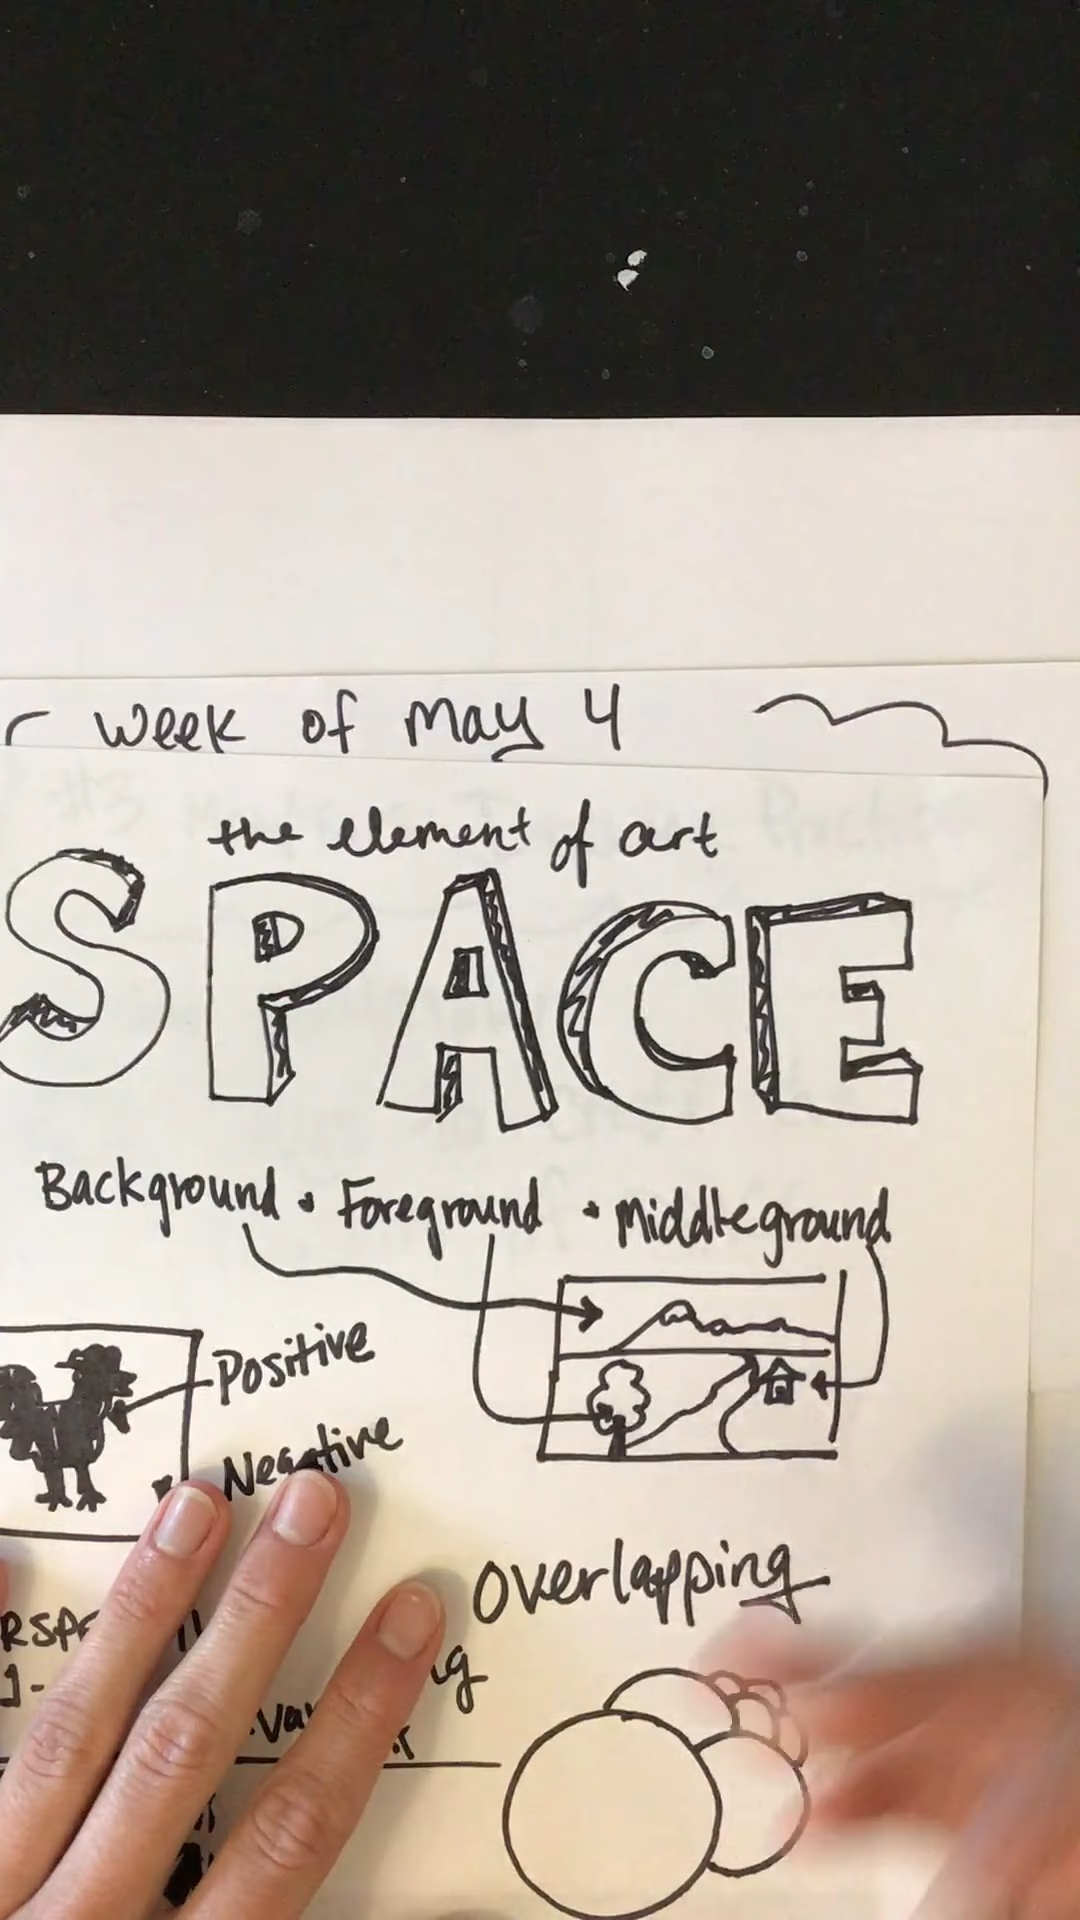 week of may 4
the element of art
SPACE
Background • Foreground • Middleground
Positive
Negative
Overlapping